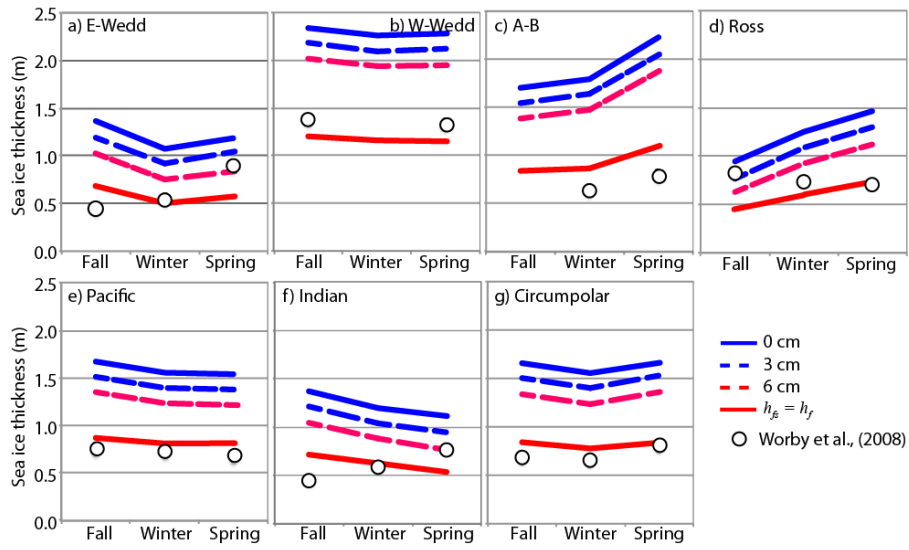 a) E-Wedd
b) W-Wedd
c) A-B
d) Ross
Sea ice thickness (m)
2.5
2.0
1.5
1.0
0.5
0.0
Fall Winter Spring
Fall Winter Spring
Fall Winter Spring
Fall Winter Spring
e) Pacific
f) Indian
g) Circumpolar
Sea ice thickness (m)
2.5
2.0
1.5
1.0
0.5
0.0
Fall Winter Spring
Fall Winter Spring
Fall Winter Spring
0 cm
3 cm
6 cm
h_fs = h_f
Worby et al., (2008)